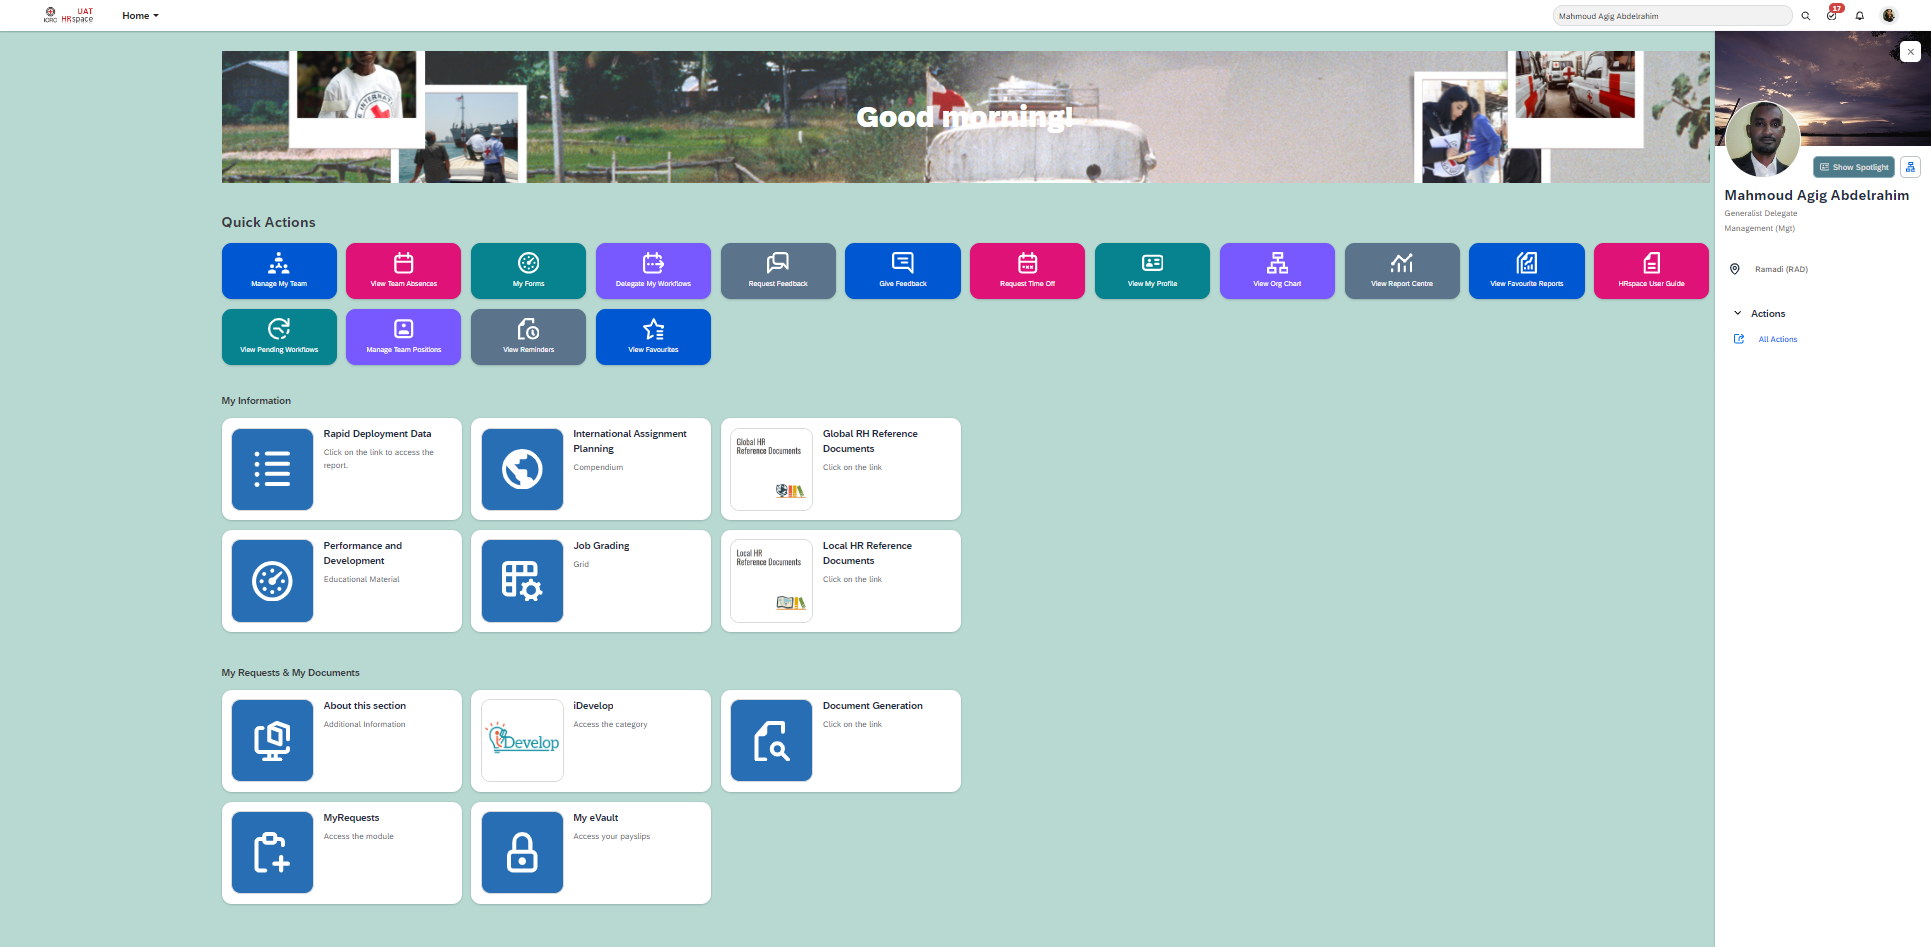 ICRC
UAT
HRspace
Home
Mahmoud Agig Abdelrahim
17
Good morning!
Show Spotlight
Mahmoud Agig Abdelrahim
Generalist Delegate
Management (Mgt)
Ramadi (RAD)
Actions
All Actions
Quick Actions
Manage My Team
View Team Absences
My Forms
Delegate My Workflows
Request Feedback
Give Feedback
Request Time Off
View My Profile
View Org Chart
View Report Centre
View Favourite Reports
HRspace User Guide
View Pending Workflows
Manage Team Positions
View Reminders
View Favourites
My Information
Rapid Deployment Data
Click on the link to access the
report.
International Assignment
Planning
Compendium
Global HR
Reference Documents
Global RH Reference
Documents
Click on the link
Performance and
Development
Educational Material
Job Grading
Grid
Local HR
Reference Documents
Local HR Reference
Documents
Click on the link
My Requests & My Documents
About this section
Additional Information
iDevelop
iDevelop
Access the category
Document Generation
Click on the link
MyRequests
Access the module
My eVault
Access your payslips